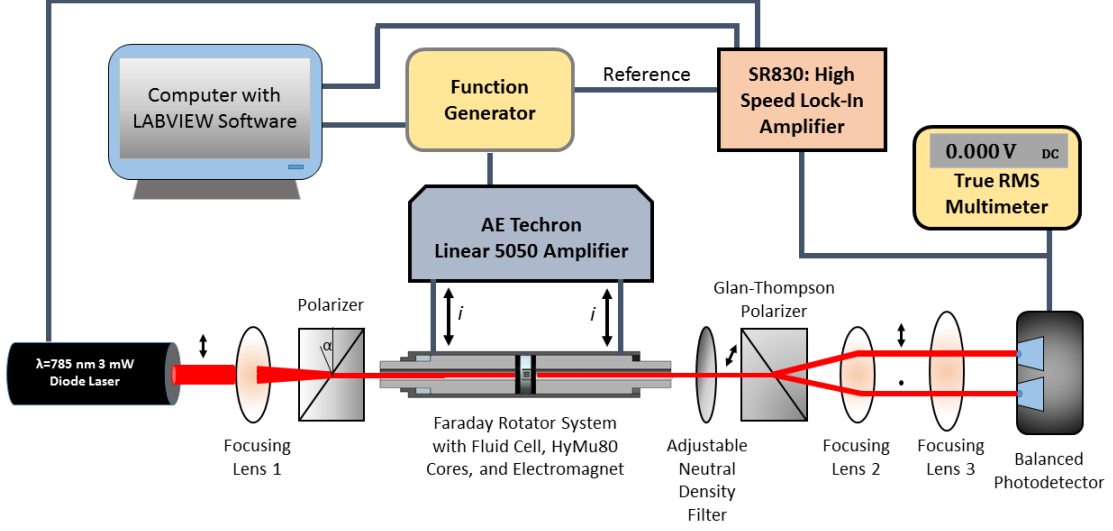 Computer with
LABVIEW Software
Function
Generator
Reference
SR830: High
Speed Lock-In
Amplifier
0.000 V DC
True RMS
Multimeter
AE Techron
Linear 5050 Amplifier
Polarizer
i
i
Glan-Thompson
Polarizer
α
λ=785 nm 3 mW
Diode Laser
Focusing
Lens 1
Faraday Rotator System
with Fluid Cell, HyMu80
Cores, and Electromagnet
Adjustable
Neutral
Density
Filter
Focusing
Lens 2
Focusing
Lens 3
Balanced
Photodetector